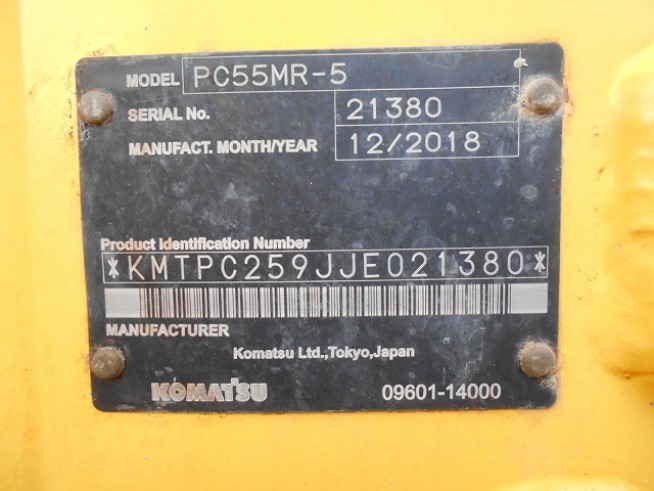 MODEL PC55MR-5
SERIAL No. 21380
MANUFACT. MONTH/YEAR 12/2018
Product Identification Number
*KMTPC259JJE021380*
MANUFACTURER
Komatsu Ltd.,Tokyo,Japan
KOMATSU 09601-14000